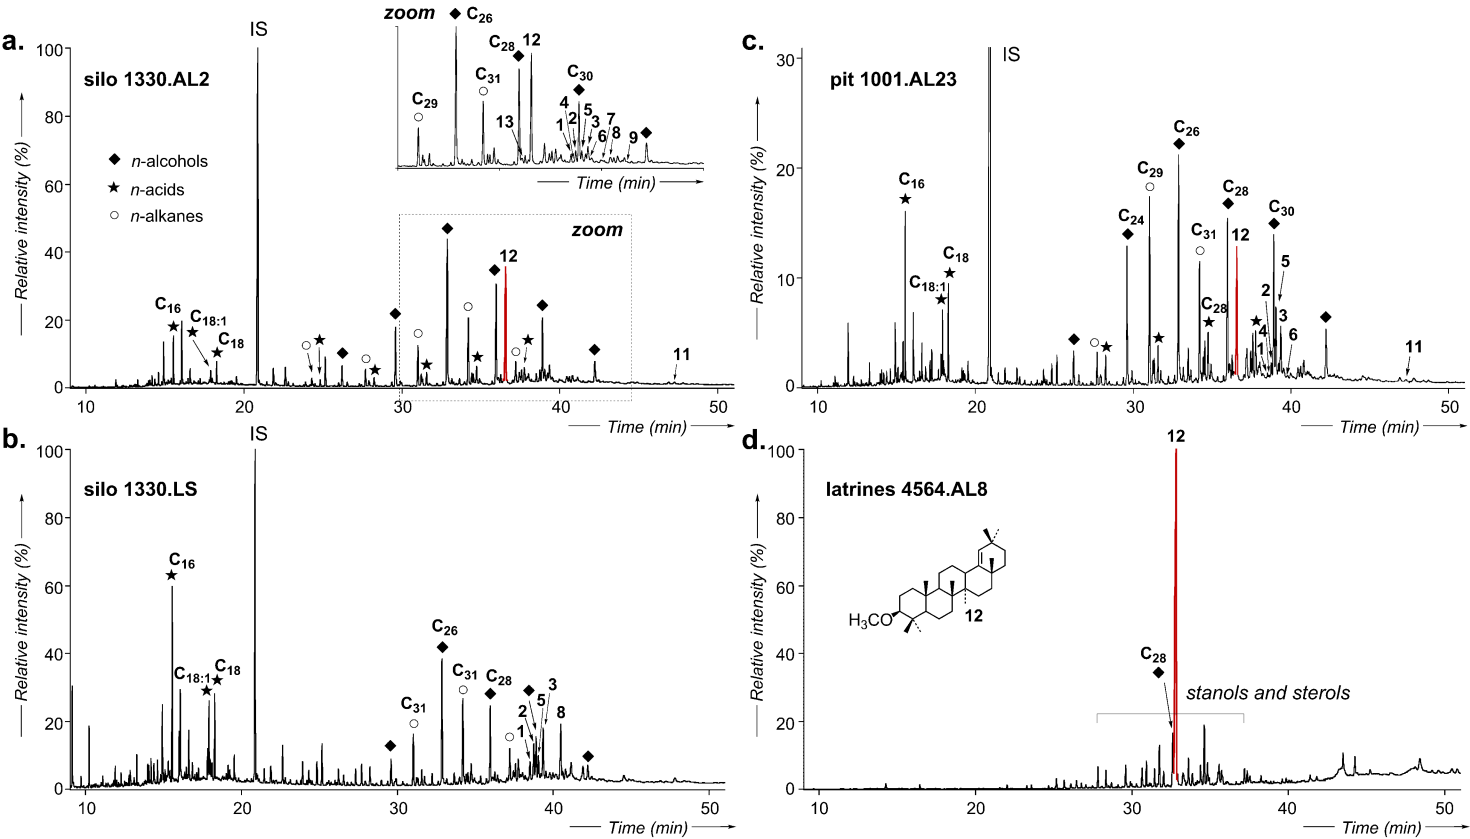 a.
silo 1330.AL2
IS
Relative intensity (%)
100
80
60
40
20
0
n-alcohols
n-acids
n-alkanes
C16
C18:1
C18
12
zoom
11
10
20
30
40
50
Time (min)
zoom
C26
C29
C31
C28
12
C30
13
4
1
2
5
3
6
7
8
9
Time (min)
b.
silo 1330.LS
IS
Relative intensity (%)
100
80
60
40
20
0
C16
C18:1
C18
C31
C26
C31
C28
2
1
5
3
8
10
20
30
40
50
Time (min)
c.
pit 1001.AL23
IS
Relative intensity (%)
30
20
10
0
C16
C18:1
C18
C24
C29
C26
C31
C28
C28
12
C30
5
2
4
1
3
6
11
10
20
30
40
50
Time (min)
d.
latrines 4564.AL8
12
Relative intensity (%)
100
80
60
40
20
0
H3CO
12
C28
stanols and sterols
10
20
30
40
50
Time (min)